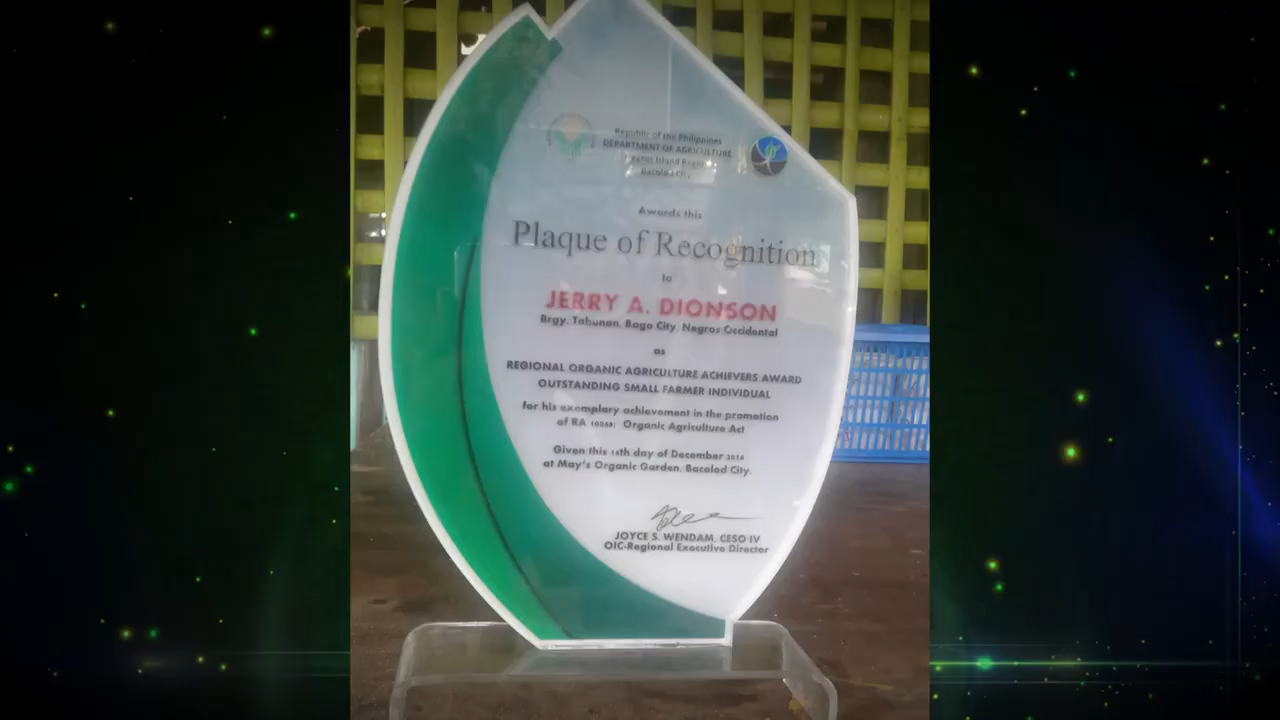 Republic of the Philippines
DEPARTMENT OF AGRICULTURE
Negros Island Region
Bacolod City
Awards this
Plaque of Recognition
to
JERRY A. DIONSON
Brgy. Tabunan, Bago City, Negros Occidental
as
REGIONAL ORGANIC AGRICULTURE ACHIEVERS AWARD
OUTSTANDING SMALL FARMER INDIVIDUAL
for his exemplary achievement in the promotion
of RA 10068: Organic Agriculture Act
Given this day of December 2016
at May's Organic Garden, Bacolod City.
JOYCE S. WENDAM, CESO IV
OIC-Regional Executive Director